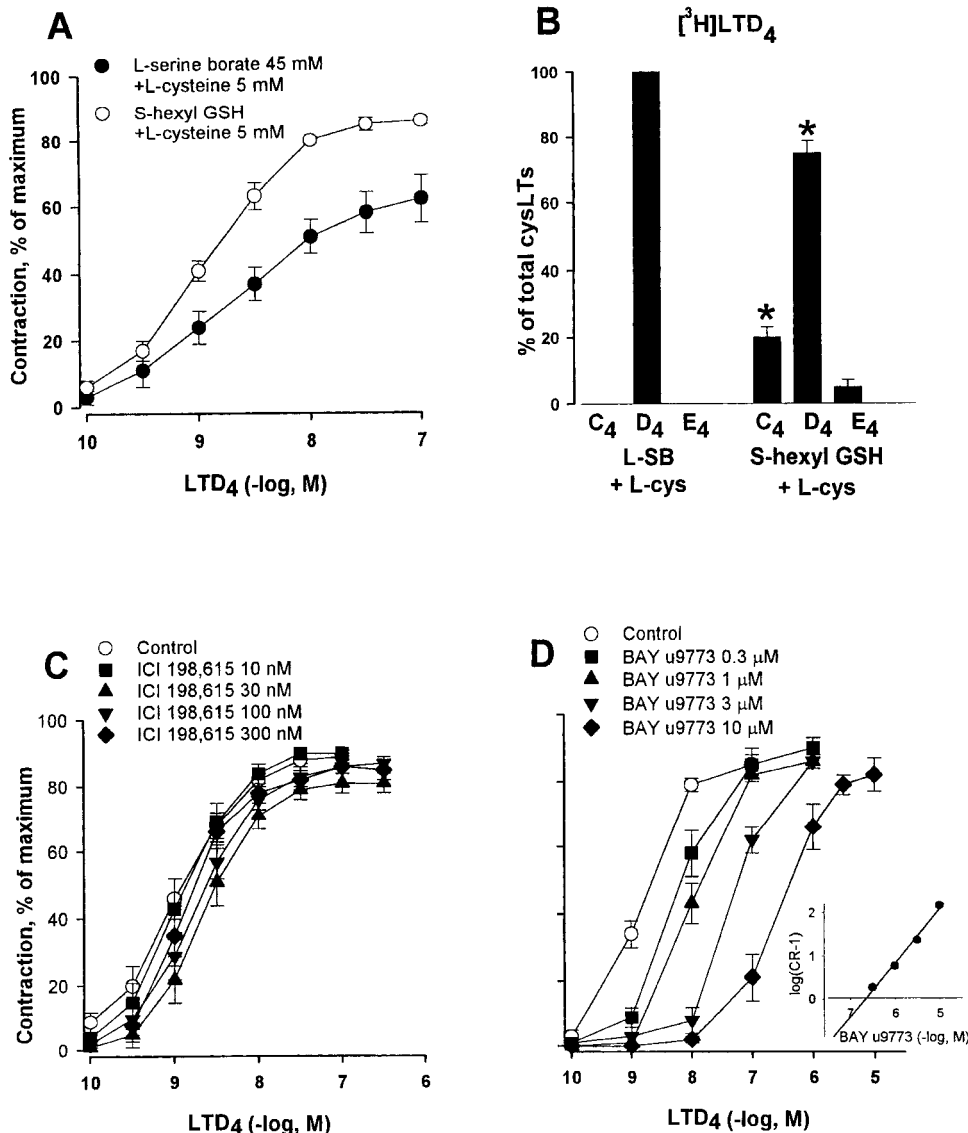 A
L-serine borate 45 mM
+L-cysteine 5 mM
S-hexyl GSH
+L-cysteine 5 mM
Contraction, % of maximum
100
80
60
40
20
0
10 9 8 7
LTD4 (-log, M)
B
[3H]LTD4
% of total cysLTs
100
80
60
40
20
0
*
*
C4 D4 E4 C4 D4 E4
L-SB S-hexyl GSH
+ L-cys + L-cys
C
Control
ICI 198,615 10 nM
ICI 198,615 30 nM
ICI 198,615 100 nM
ICI 198,615 300 nM
Contraction, % of maximum
100
80
60
40
20
0
10 9 8 7 6
LTD4 (-log, M)
D
Control
BAY u9773 0.3 µM
BAY u9773 1 µM
BAY u9773 3 µM
BAY u9773 10 µM
log(CR-1)
2
1
0
7 6 5
BAY u9773 (-log, M)
10 9 8 7 6 5
LTD4 (-log, M)